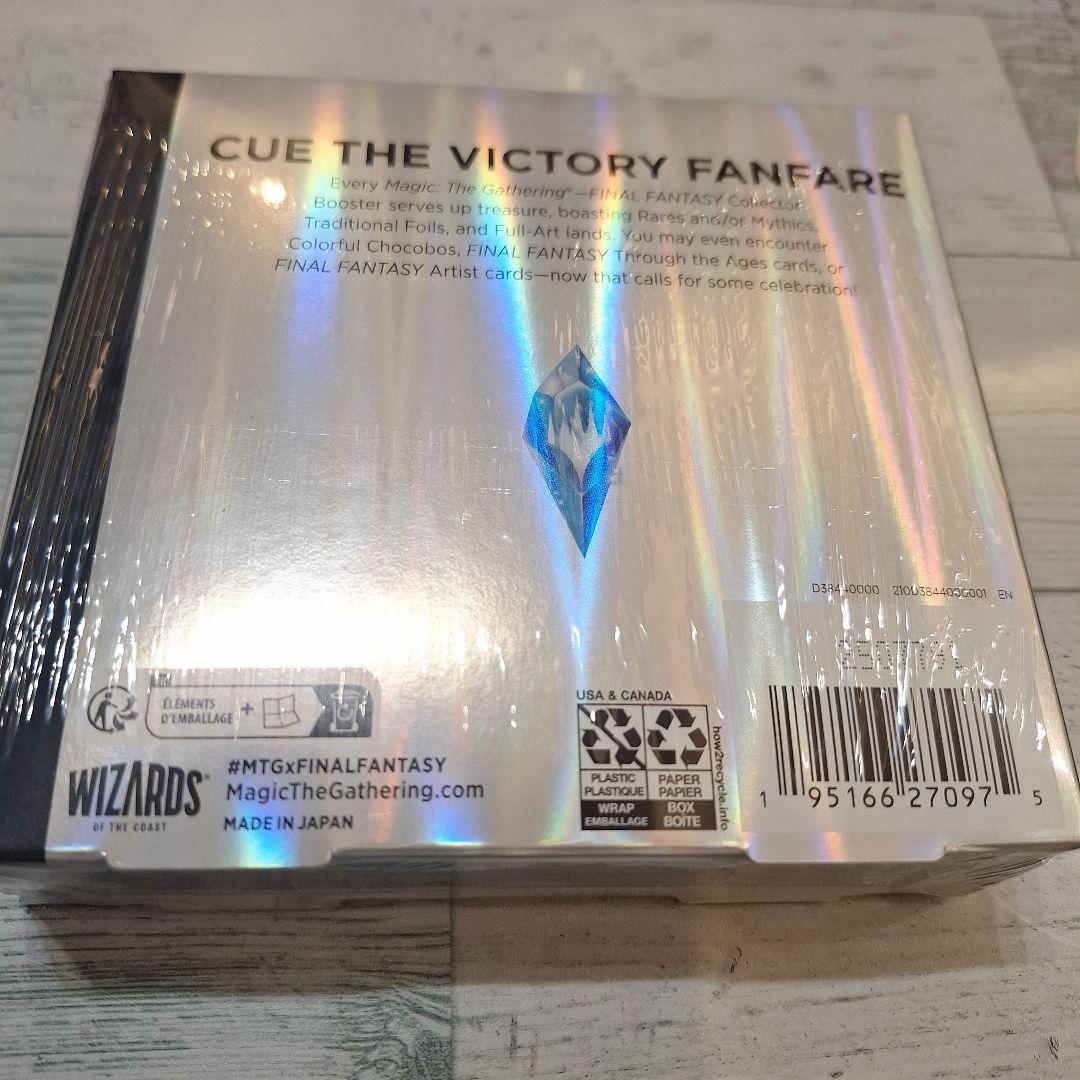 CUE THE VICTORY FANFARE
Every Magic: The Gathering®—FINAL FANTASY Collector
Booster serves up treasure, boasting Rares and/or Mythics,
Traditional Foils, and Full-Art lands. You may even encounter
Colorful Chocobos, FINAL FANTASY Through the Ages cards, or
FINAL FANTASY Artist cards—now that calls for some celebration!
D38440000 210D38440CG001 EN
ÉLÉMENTS
D'EMBALLAGE +
WIZARDS®
OF THE COAST
#MTGxFINALFANTASY
MagicTheGathering.com
MADE IN JAPAN
USA & CANADA
PLASTIC
PLASTIQUE
WRAP
EMBALLAGE
PAPER
PAPIER
BOX
BOÎTE
how2recycle.info
1 95166 27097 5